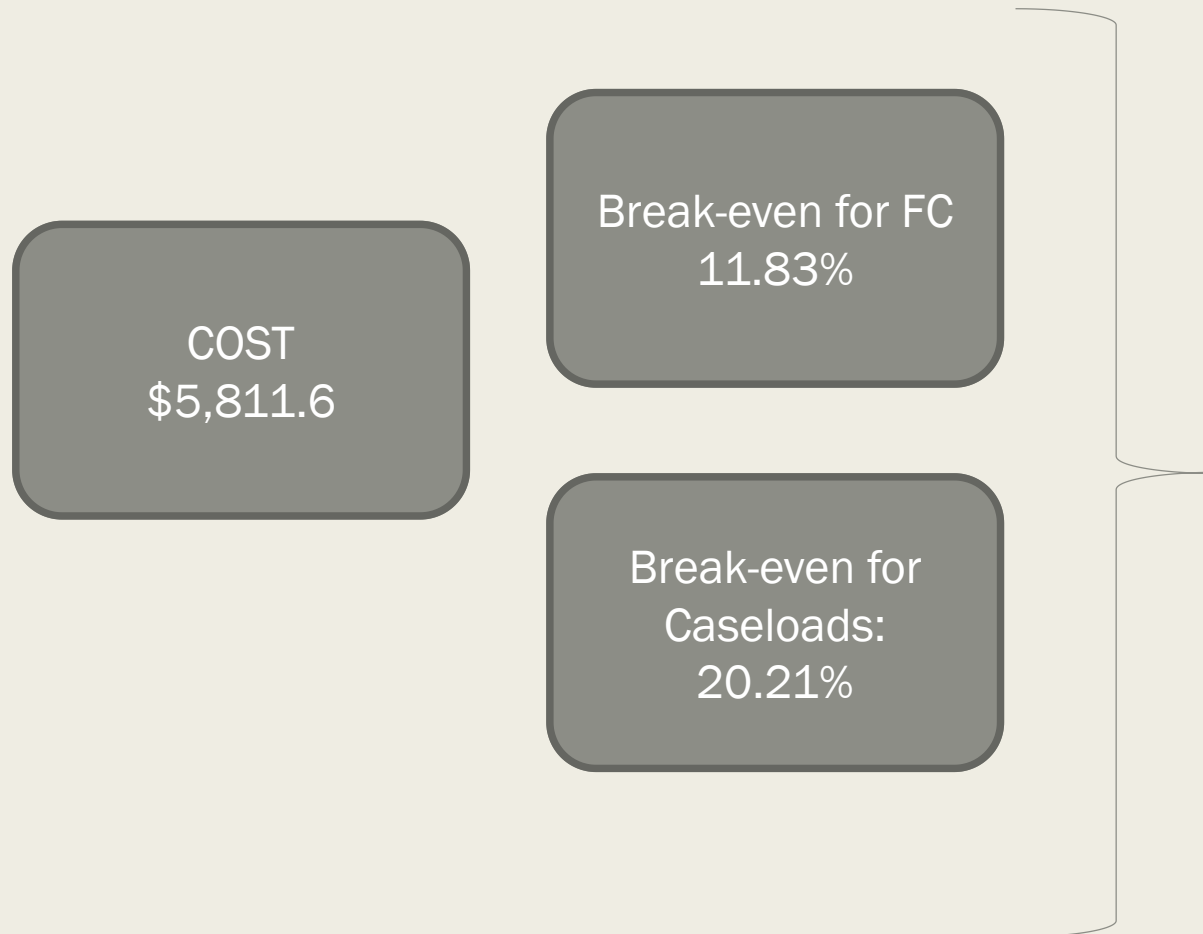 COST
$5,811.6
Break-even for FC
11.83%
Break-even for
Caseloads:
20.21%